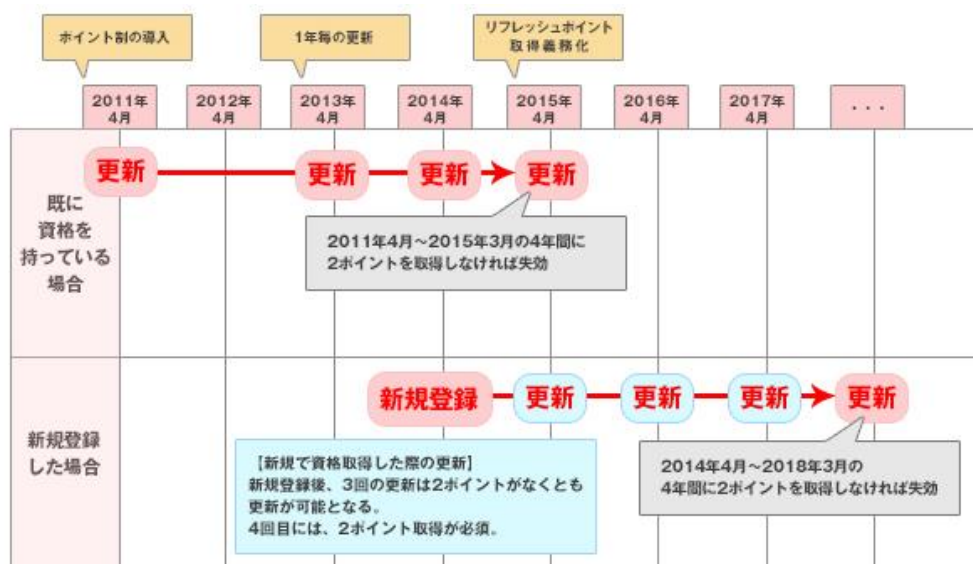 ポイント割の導入
1年毎の更新
リフレッシュポイント
取得義務化
2011年
4月
2012年
4月
2013年
4月
2014年
4月
2015年
4月
2016年
4月
2017年
4月
・・・
既に
資格を
持っている
場合
更新
更新
更新
更新
2011年4月～2015年3月の4年間に
2ポイントを取得しなければ失効
新規登録
した場合
新規登録
更新
更新
更新
更新
【新規で資格取得した際の更新】
新規登録後、3回の更新は2ポイントがなくとも
更新が可能となる。
4回目には、2ポイント取得が必須。
2014年4月～2018年3月の
4年間に2ポイントを取得しなければ失効